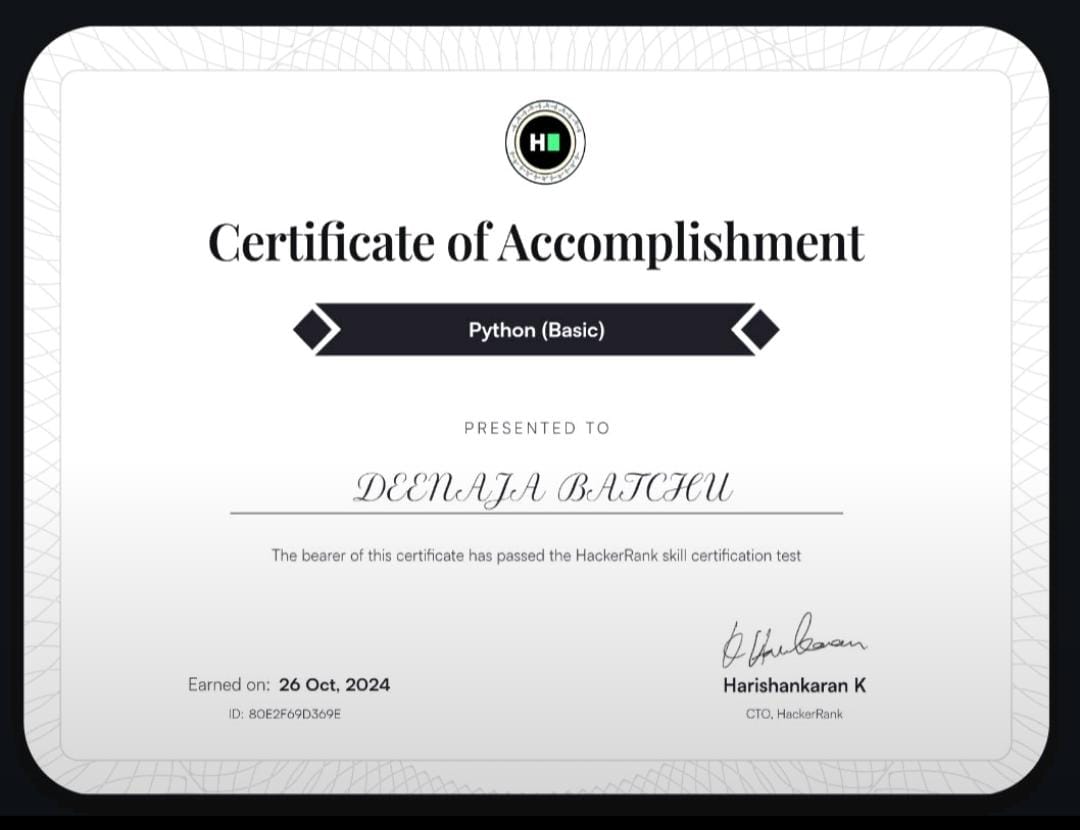 H
Certificate of Accomplishment
Python (Basic)
PRESENTED TO
DEENAJA BATCHU
The bearer of this certificate has passed the HackerRank skill certification test
Earned on: 26 Oct, 2024
ID: 80E2F69D369E
Harishankaran K
CTO, HackerRank